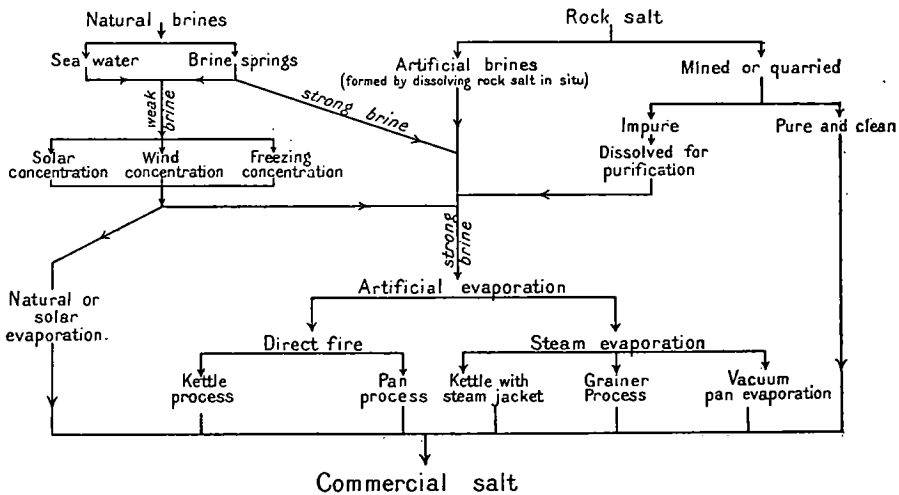 Natural brines
Rock salt
Sea water
Brine springs
Artificial brines
(formed by dissolving rock salt in situ)
Mined or quarried
weak
brine
strong brine
Impure
Pure and clean
Dissolved for
purification
Solar
concentration
Wind
concentration
Freezing
concentration
strong
brine
Artificial evaporation
Natural or
solar
evaporation.
Direct fire
Steam evaporation
Kettle
process
Pan
process
Kettle with
steam jacket
Grainer
Process
Vacuum
pan evaporation
Commercial salt